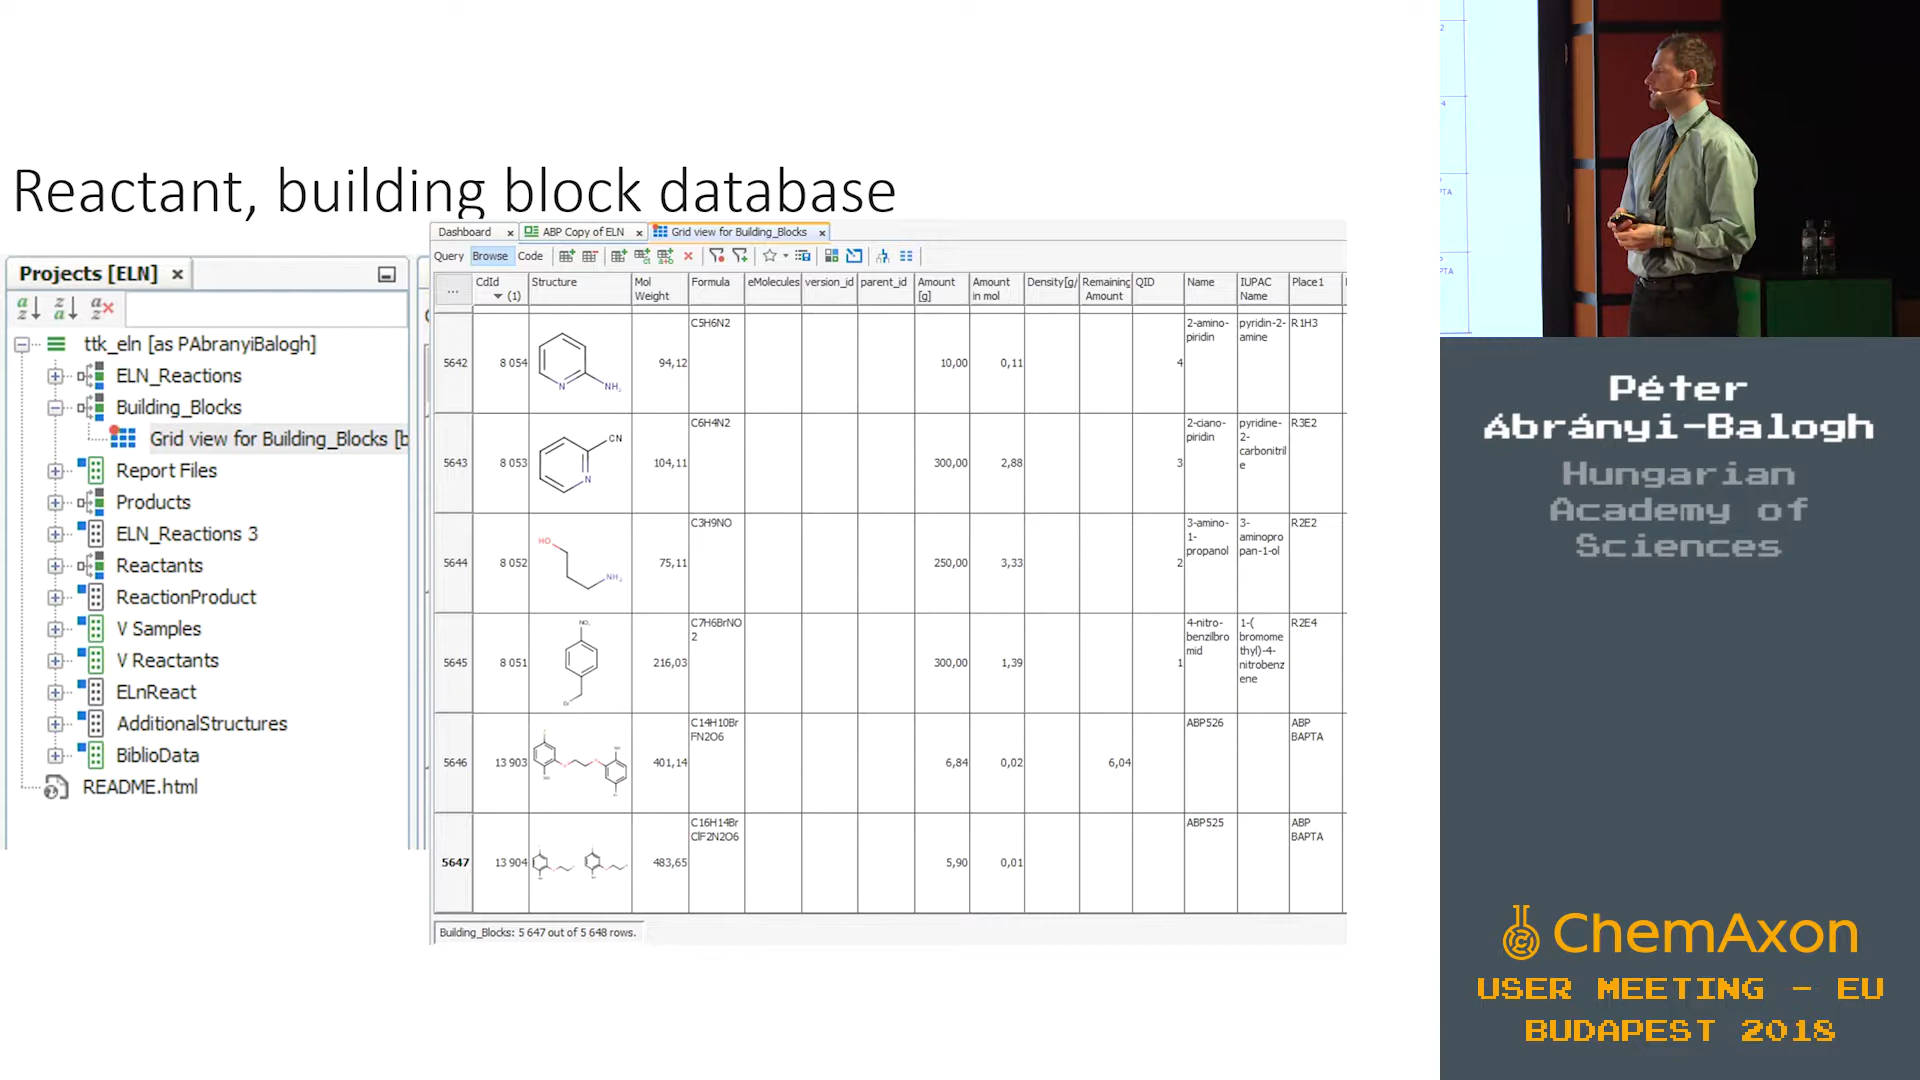 Reactant, building block database
Projects [ELN]
ttk_eln [as PAbranyiBalogh]
ELN_Reactions
Building_Blocks
Grid view for Building_Blocks [b
Report Files
Products
ELN_Reactions 3
Reactants
ReactionProduct
V Samples
V Reactants
ELnReact
AdditionalStructures
BiblioData
README.html
Dashboard ABP Copy of ELN Grid view for Building_Blocks
Query Browse Code
... CdId (1) Structure Mol Weight Formula eMolecules version_id parent_id Amount [g] Amount in mol Density[g/ Remaining Amount QID Name IUPAC Name Place1
5642 8 054 N NH2 94,12 C5H6N2 10,00 0,11 4 2-amino-piridin pyridin-2-amine R1H3
5643 8 053 CN N 104,11 C6H4N2 300,00 2,88 3 2-ciano-piridin pyridine-2-carbonitrile R3E2
5644 8 052 HO NH2 75,11 C3H9NO 250,00 3,33 2 3-amino-1-propanol 3-aminopropan-1-ol R2E2
5645 8 051 216,03 C7H6BrNO2 300,00 1,39 1 4-nitro-benzilbromid 1-(bromomethyl)-4-nitrobenzene R2E4
5646 13 903 401,14 C14H10BrFN2O6 6,84 0,02 6,04 ABP526 ABP BAPTA
5647 13 904 483,65 C16H14BrClF2N2O6 5,90 0,01 ABP525 ABP BAPTA
Building_Blocks: 5 647 out of 5 648 rows.
Péter
Ábrányi-Balogh
Hungarian
Academy of
Sciences
ChemAxon
USER MEETING - EU
BUDAPEST 2018